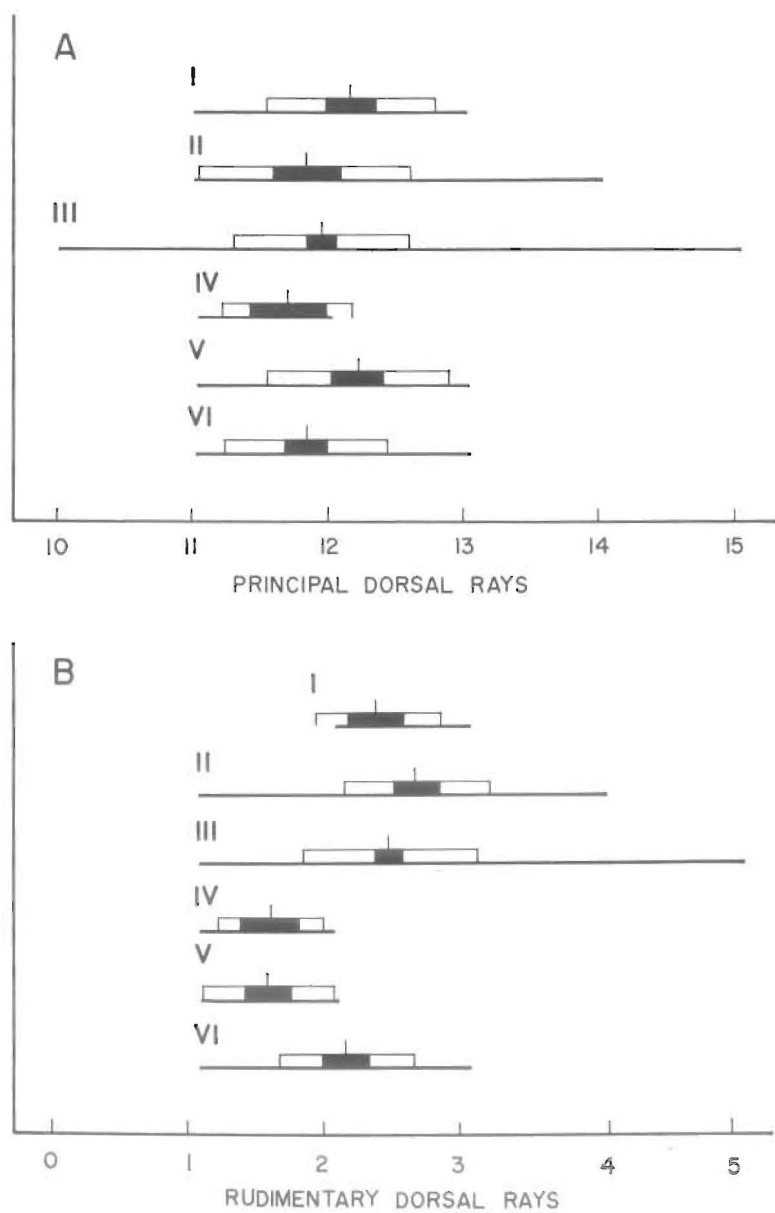 A
I
II
III
IV
V
VI
10 11 12 13 14 15
PRINCIPAL DORSAL RAYS
B
I
II
III
IV
V
VI
0 1 2 3 4 5
RUDIMENTARY DORSAL RAYS